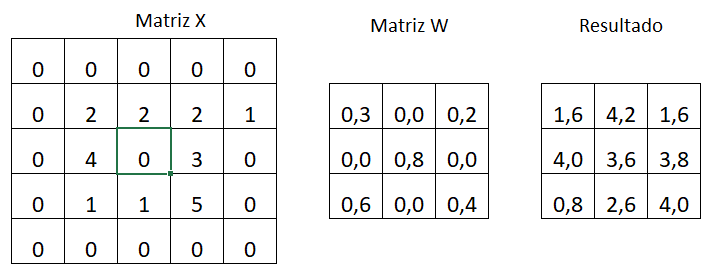 Matriz X
Matriz W
Resultado
0 0 0 0 0
0 2 2 2 1
0 4 0 3 0
0 1 1 5 0
0 0 0 0 0
0,3 0,0 0,2
0,0 0,8 0,0
0,6 0,0 0,4
1,6 4,2 1,6
4,0 3,6 3,8
0,8 2,6 4,0